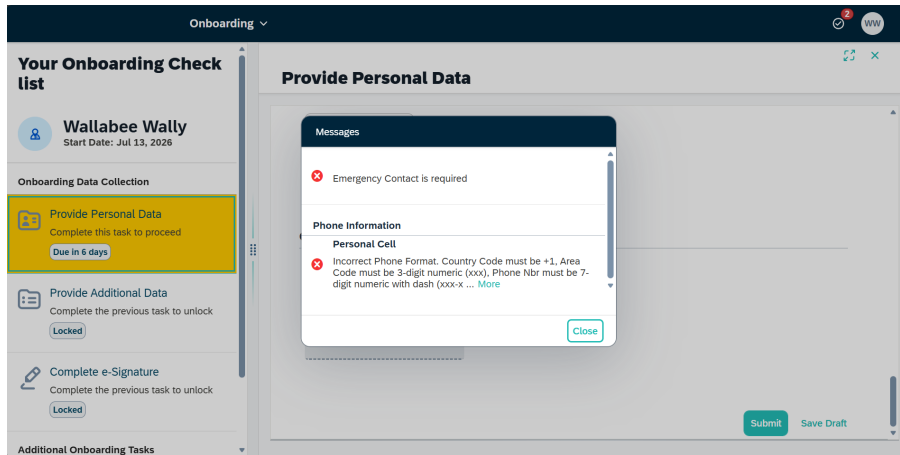 Onboarding
2
WW
Your Onboarding Check
list
Wallabee Wally
Start Date: Jul 13, 2026
Onboarding Data Collection
Provide Personal Data
Complete this task to proceed
Due in 6 days
Provide Additional Data
Complete the previous task to unlock
Locked
Complete e-Signature
Complete the previous task to unlock
Locked
Additional Onboarding Tasks
Provide Personal Data
Messages
Emergency Contact is required
Phone Information
Personal Cell
Incorrect Phone Format. Country Code must be +1, Area
Code must be 3-digit numeric (xxx), Phone Nbr must be 7-
digit numeric with dash (xxx-x ... More
Close
Submit
Save Draft